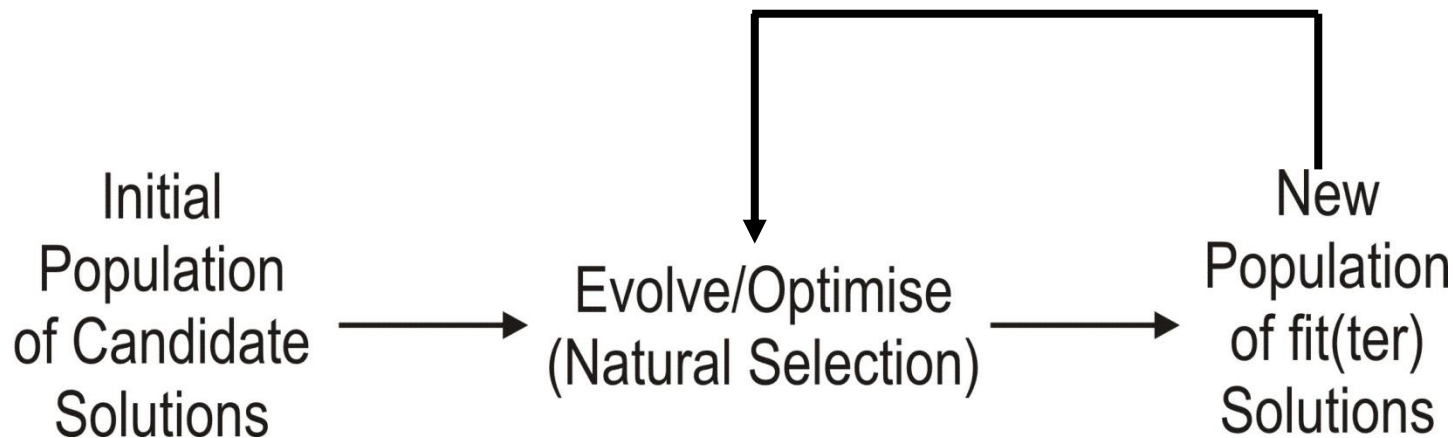 Initial
Population
of Candidate
Solutions
Evolve/Optimise
(Natural Selection)
New
Population
of fit(ter)
Solutions